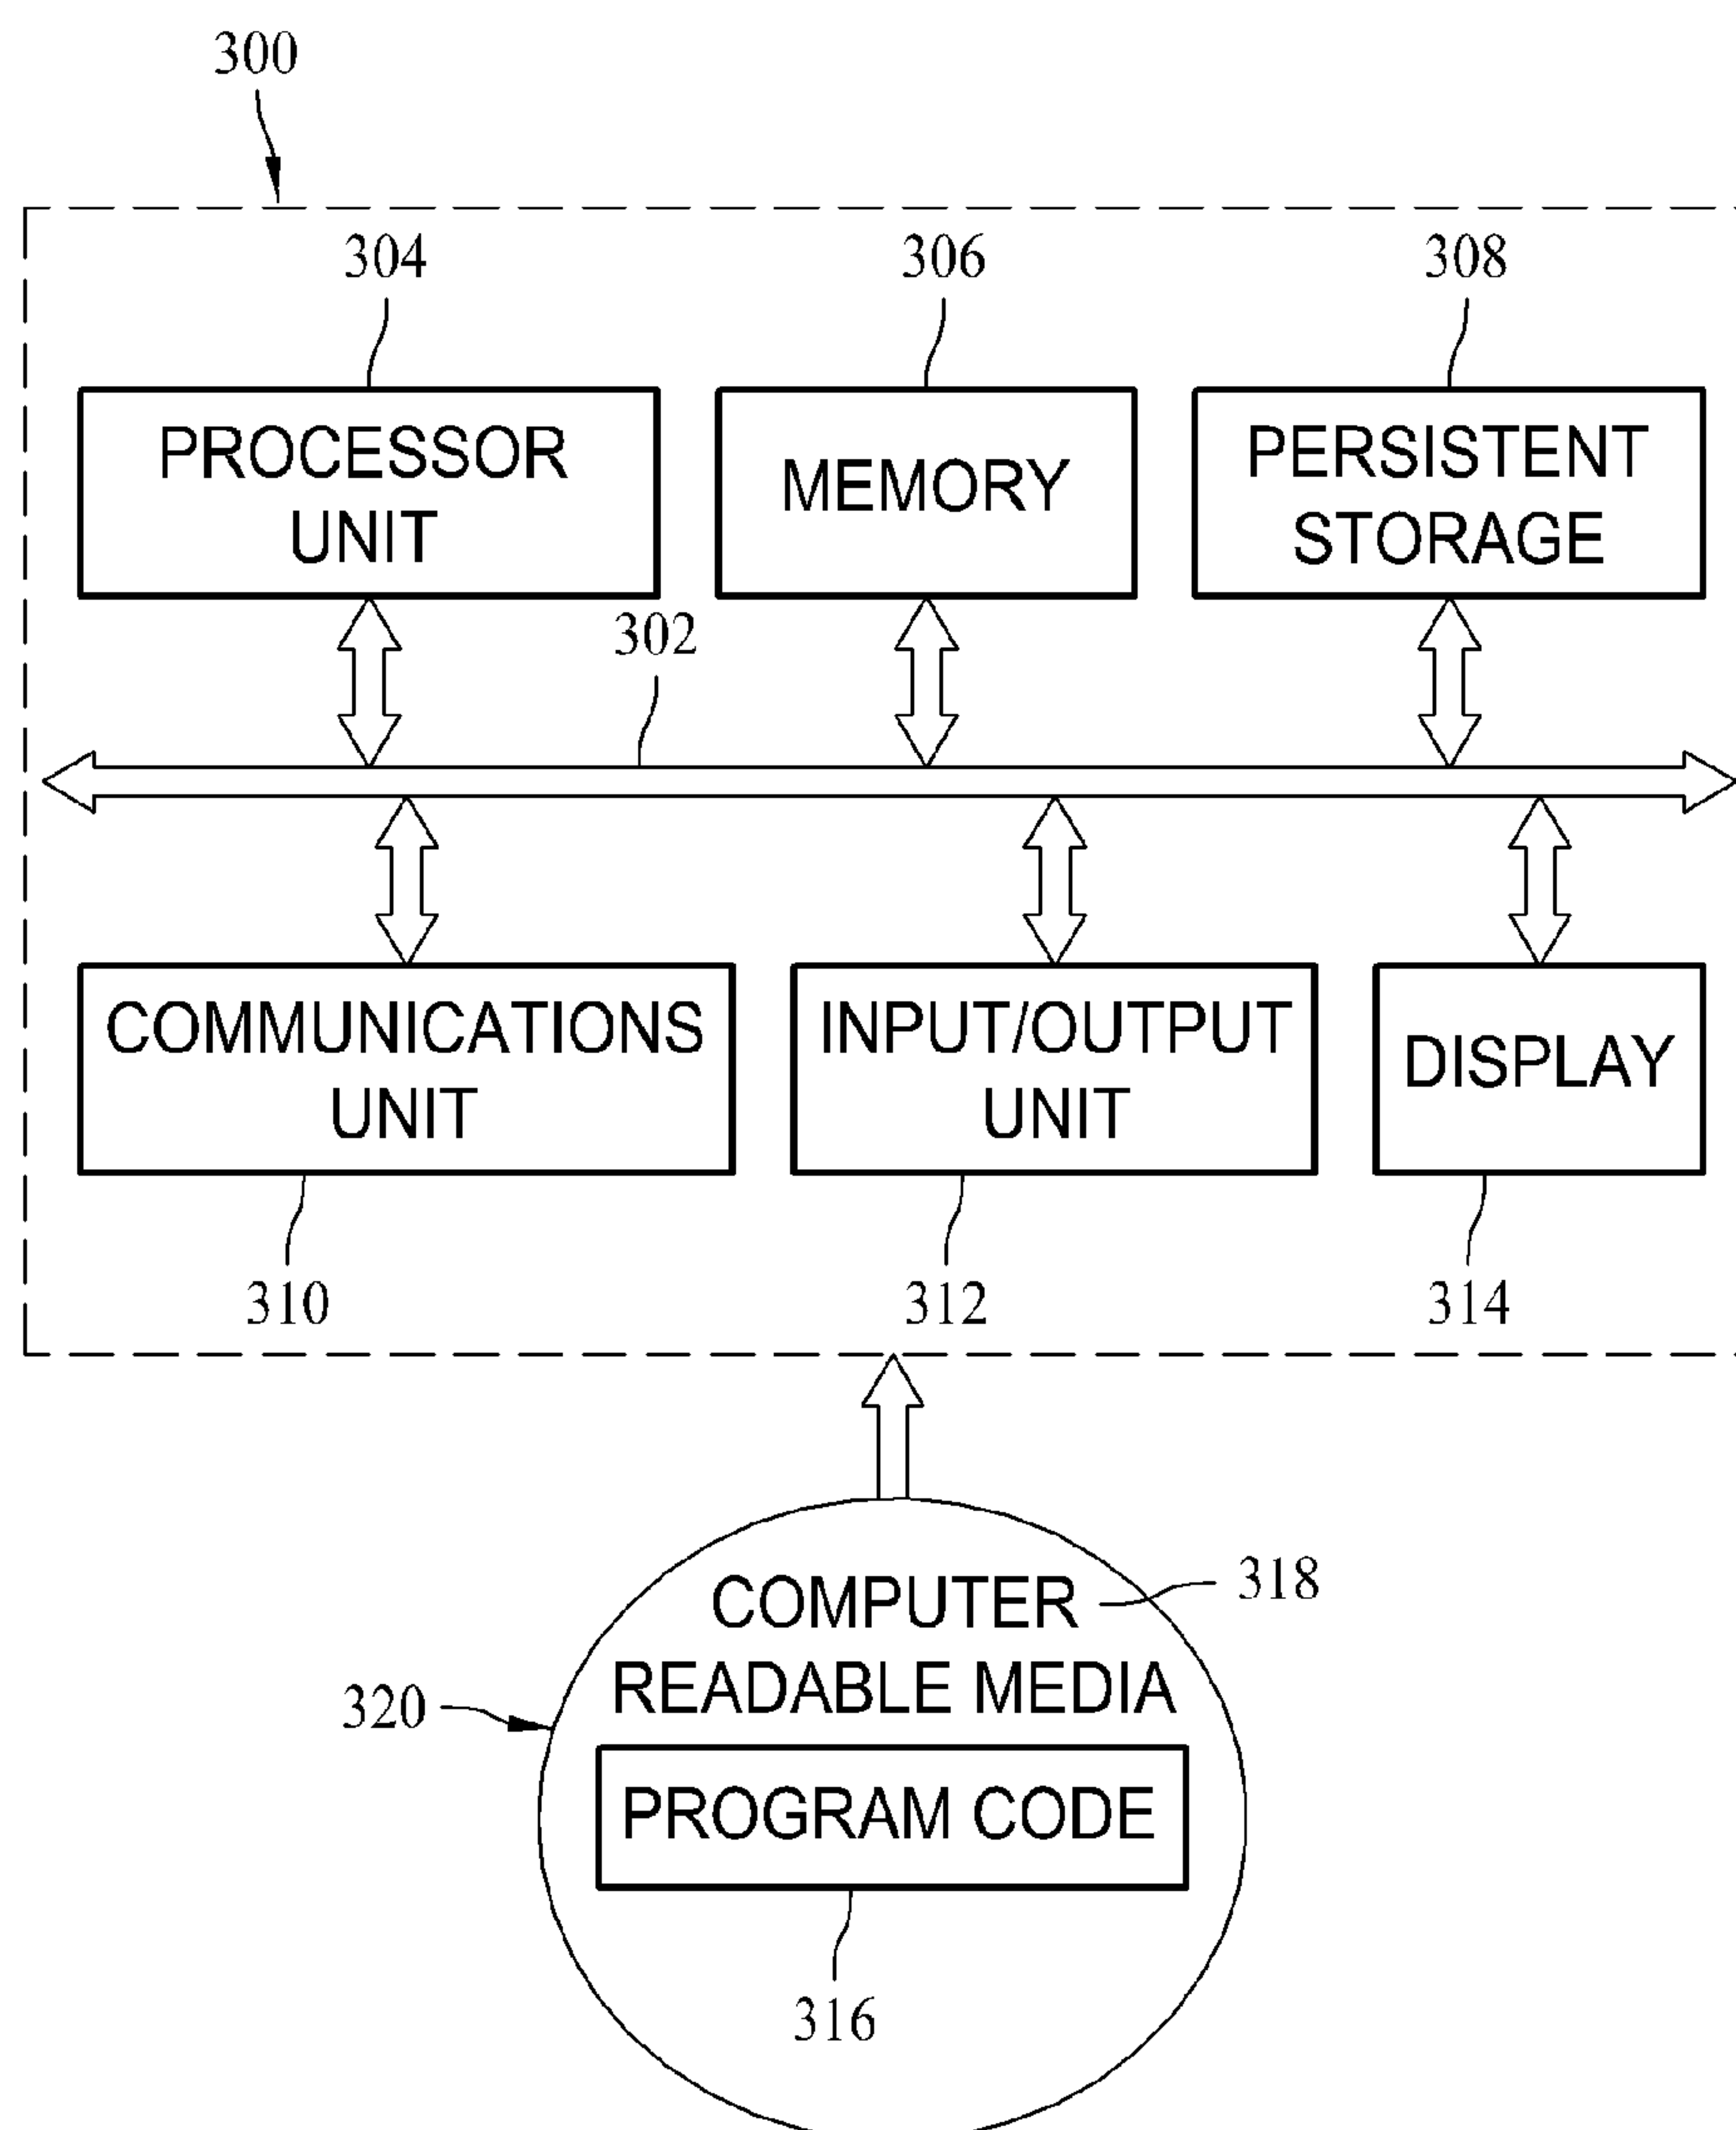 300
304
306
308
PROCESSOR
UNIT
MEMORY
PERSISTENT
STORAGE
302
COMMUNICATIONS
UNIT
INPUT/OUTPUT
UNIT
DISPLAY
310
312
314
COMPUTER
READABLE MEDIA
318
320
PROGRAM CODE
316